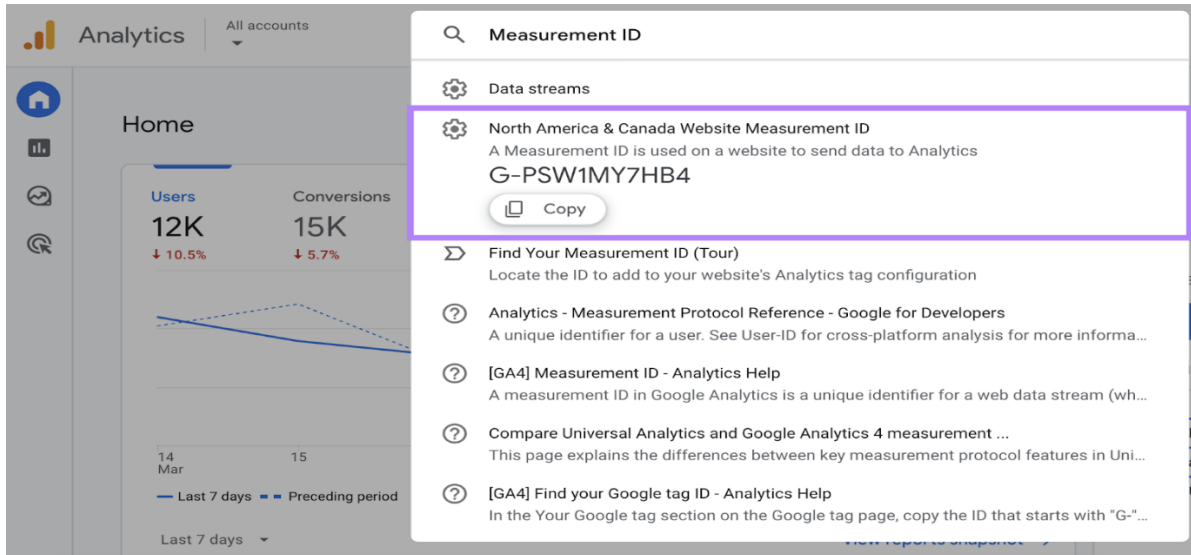 Analytics
All accounts
Measurement ID
Data streams
North America & Canada Website Measurement ID
A Measurement ID is used on a website to send data to Analytics
G-PSW1MY7HB4
Copy
Find Your Measurement ID (Tour)
Locate the ID to add to your website's Analytics tag configuration
Analytics - Measurement Protocol Reference - Google for Developers
A unique identifier for a user. See User-ID for cross-platform analysis for more informa...
[GA4] Measurement ID - Analytics Help
A measurement ID in Google Analytics is a unique identifier for a web data stream (wh...
Compare Universal Analytics and Google Analytics 4 measurement ...
This page explains the differences between key measurement protocol features in Uni...
[GA4] Find your Google tag ID - Analytics Help
In the Your Google tag section on the Google tag page, copy the ID that starts with "G-"...
Home
Users Conversions
12K 15K
↓ 10.5% ↓ 5.7%
14 15
Mar
Last 7 days Preceding period
Last 7 days
View reports snapshot